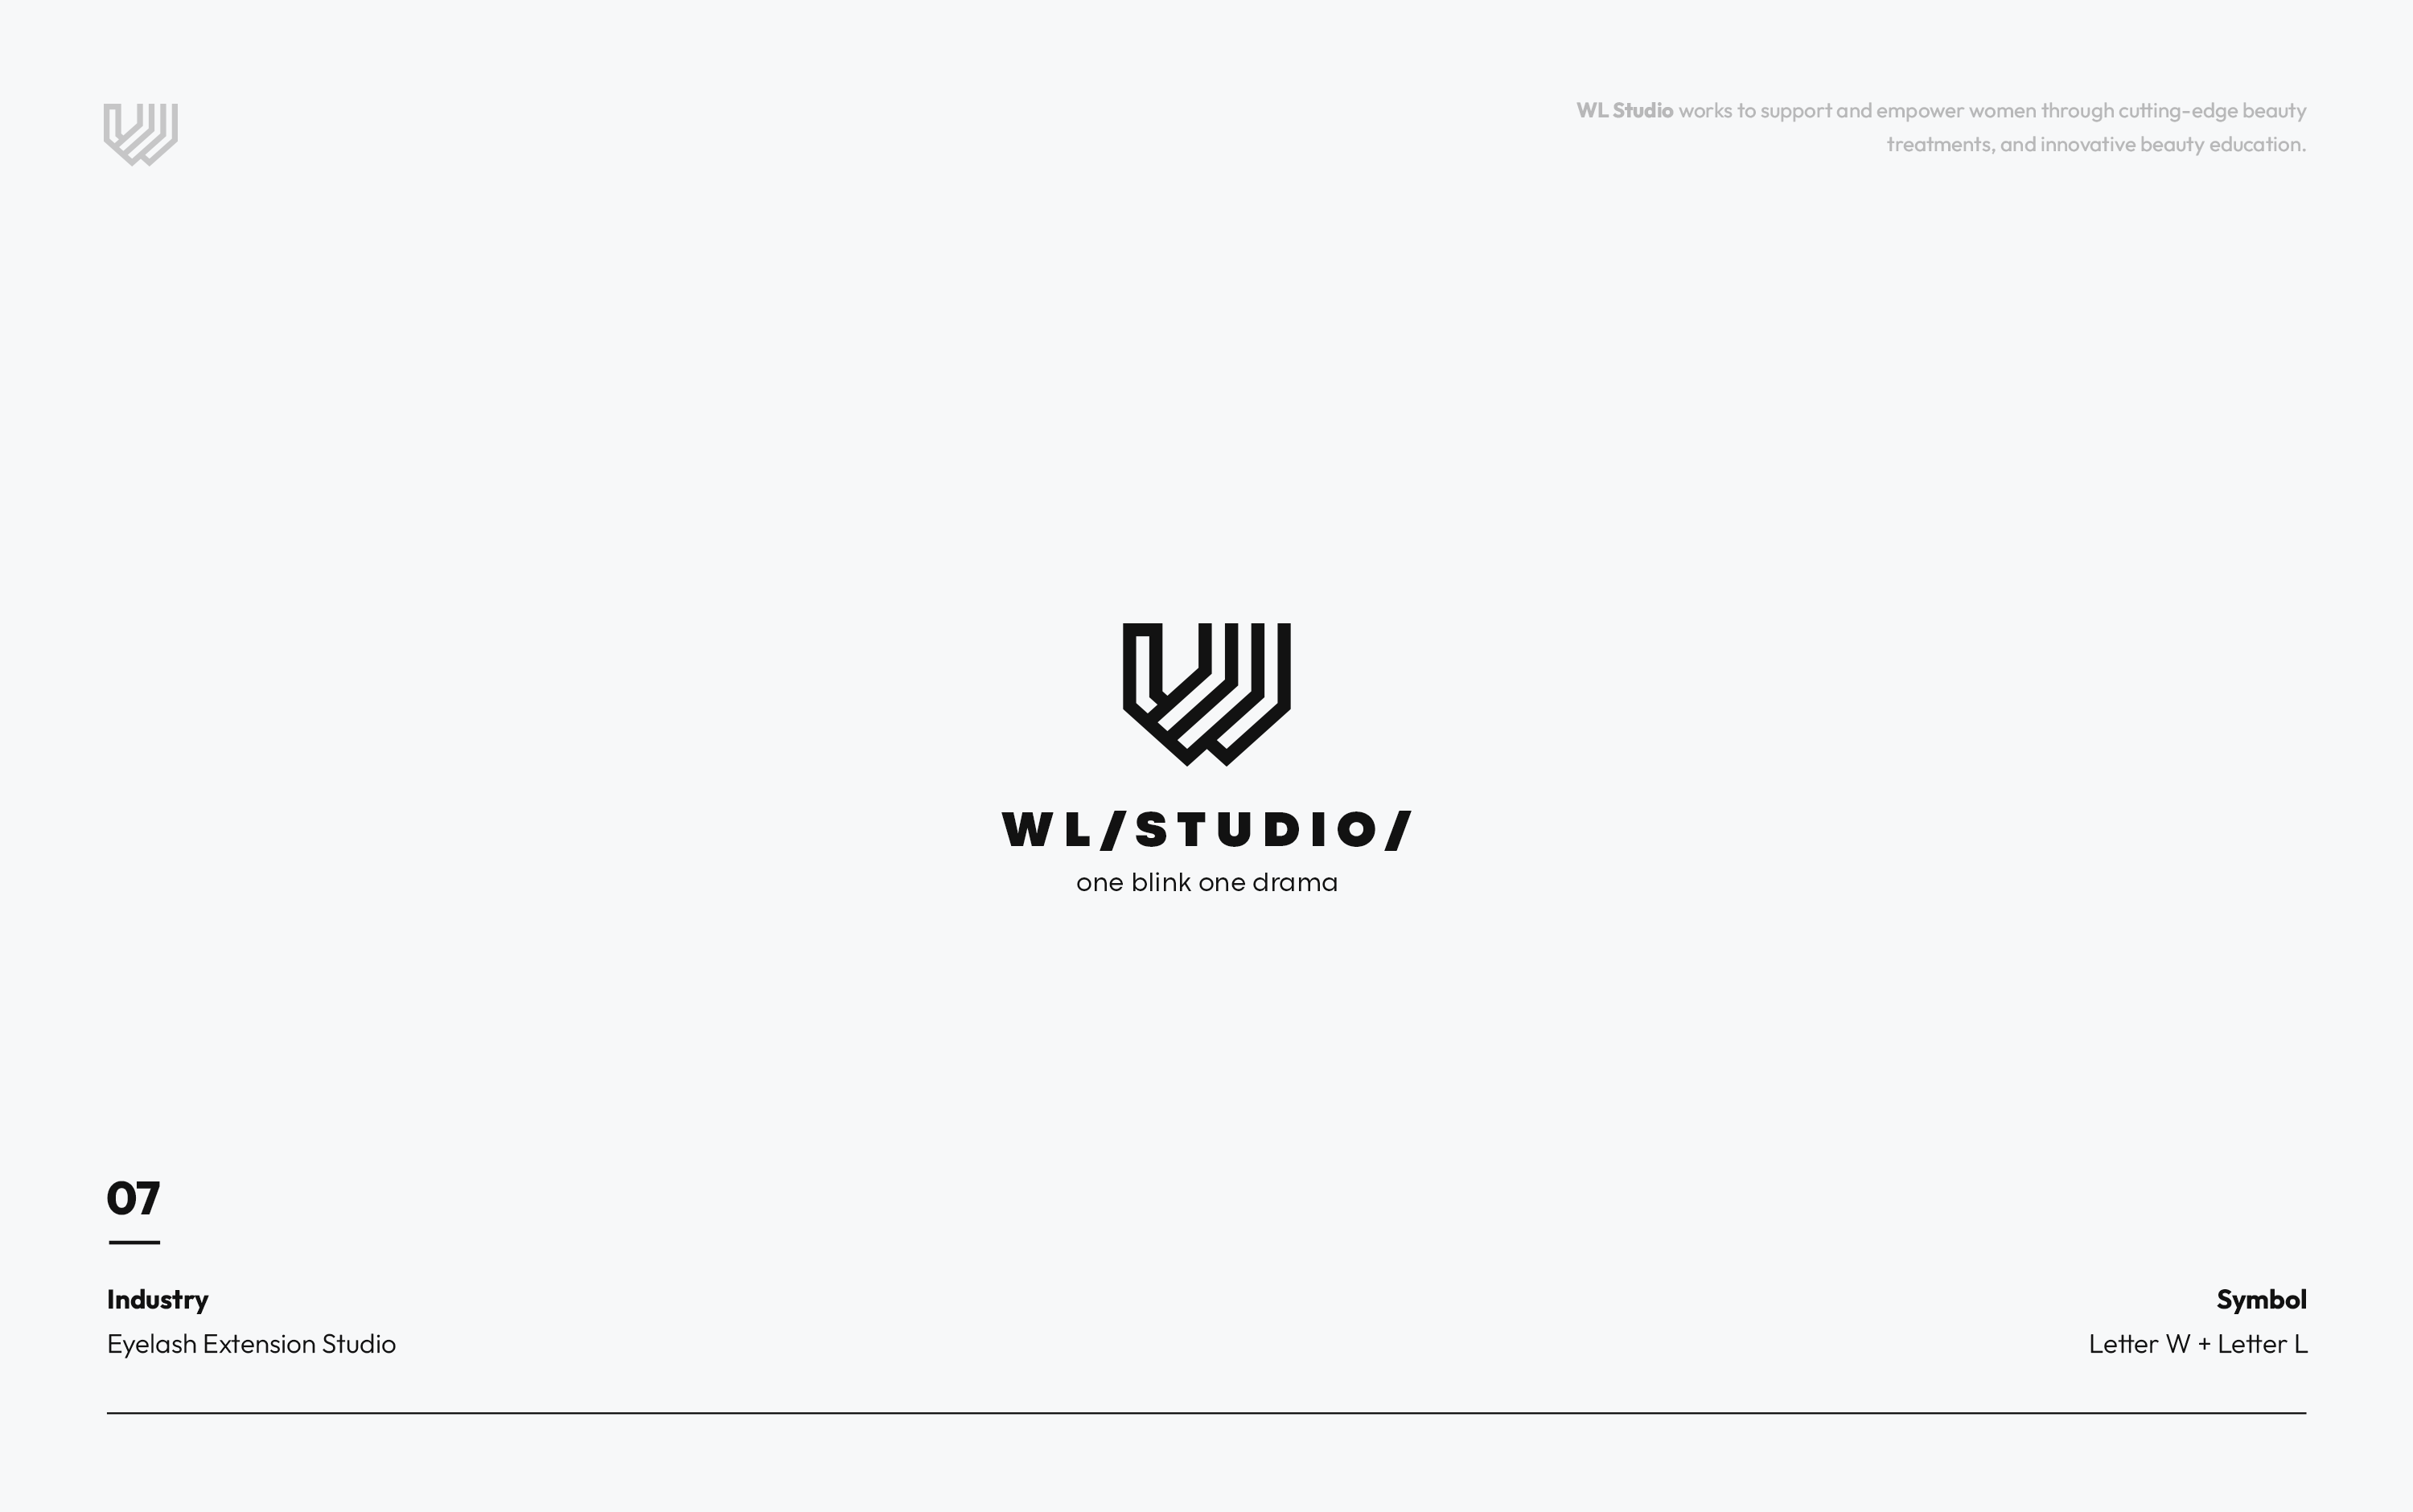 WL Studio works to support and empower women through cutting-edge beauty
treatments, and innovative beauty education.
WL/STUDIO/
one blink one drama
07
Industry
Eyelash Extension Studio
Symbol
Letter W + Letter L